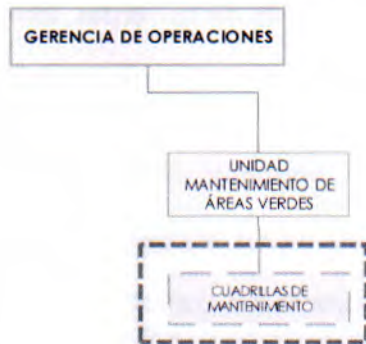 GERENCIA DE OPERACIONES
UNIDAD
MANTENIMIENTO DE
ÁREAS VERDES
CUADRILLAS DE
MANTENIMIENTO